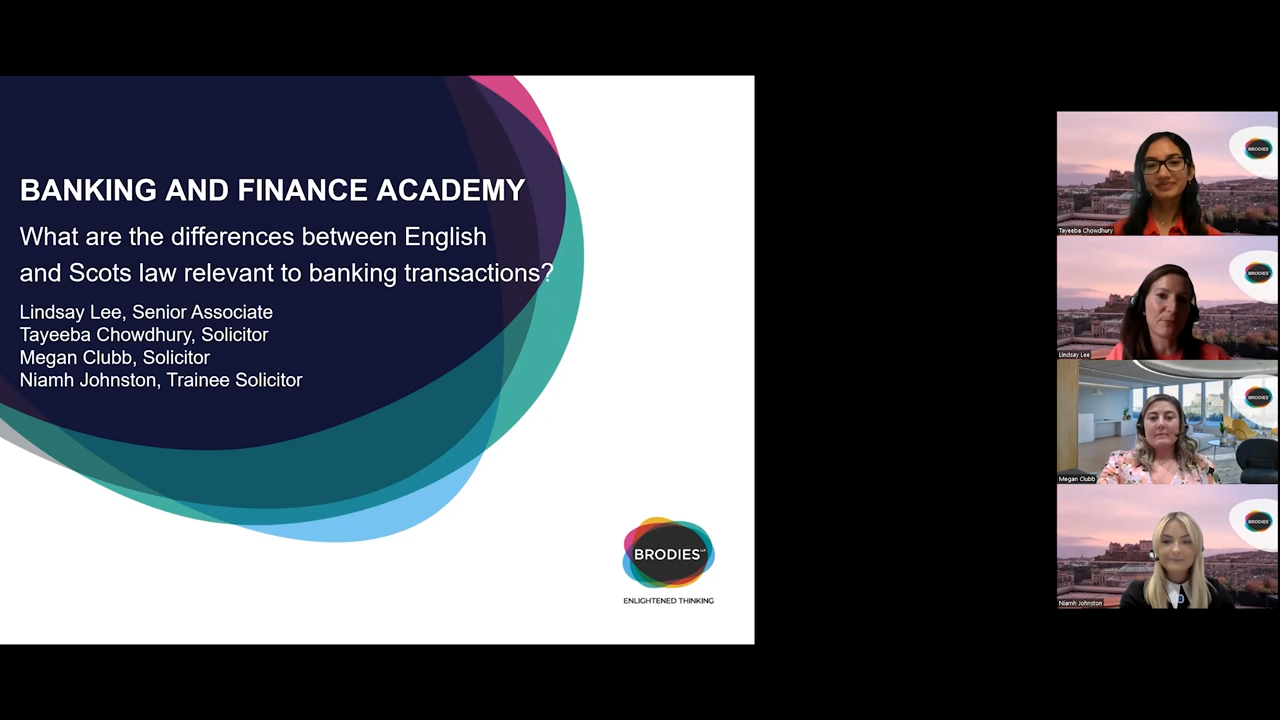 BANKING AND FINANCE ACADEMY
What are the differences between English
and Scots law relevant to banking transactions?
Lindsay Lee, Senior Associate
Tayeeba Chowdhury, Solicitor
Megan Clubb, Solicitor
Niamh Johnston, Trainee Solicitor
BRODIES LLP
ENLIGHTENED THINKING
BRODIES
Tayeeba Chowdhury
BRODIES
Lindsay Lee
BRODIES
Megan Clubb
BRODIES
Niamh Johnston